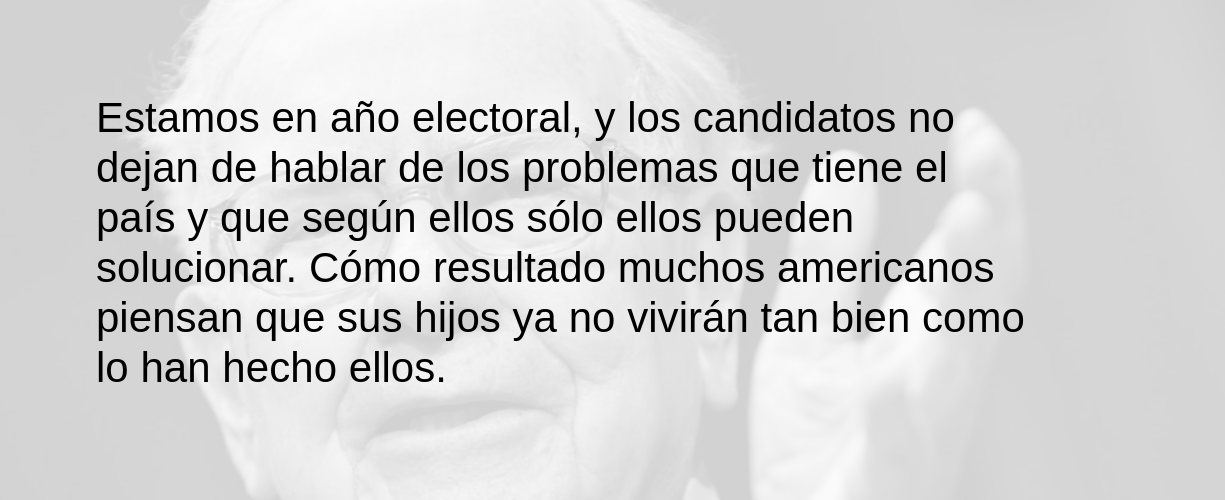 Estamos en año electoral, y los candidatos no
dejan de hablar de los problemas que tiene el
país y que según ellos sólo ellos pueden
solucionar. Cómo resultado muchos americanos
piensan que sus hijos ya no vivirán tan bien como
lo han hecho ellos.